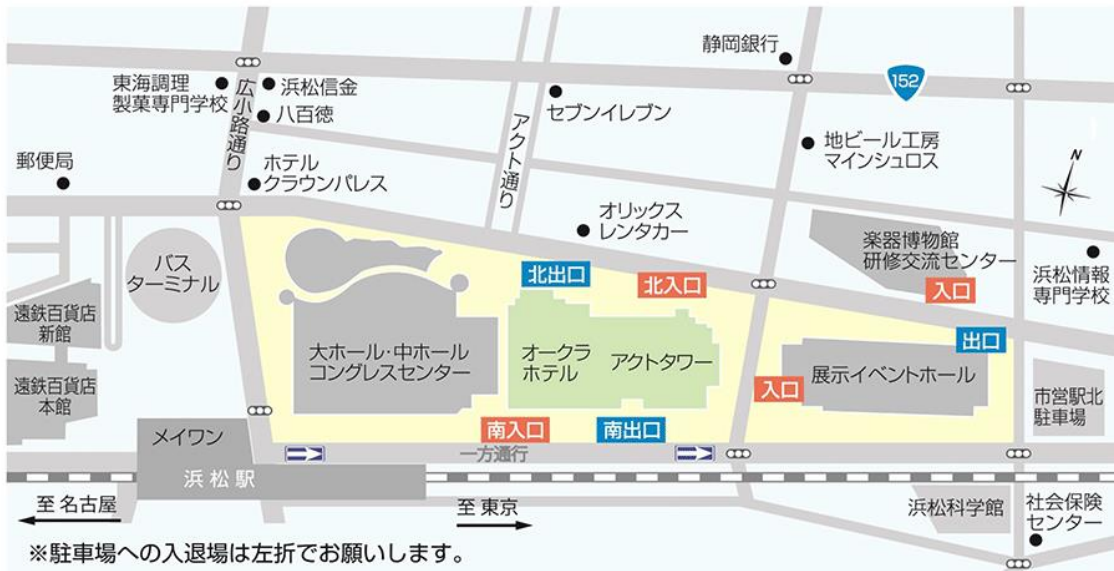 静岡銀行
152
東海調理
製菓専門学校
浜松信金
八百徳
広小路通り
セブンイレブン
アクト通り
地ビール工房
マインシュロス
N
郵便局
ホテル
クラウンパレス
オリックス
レンタカー
楽器博物館
研修交流センター
入口
浜松情報
専門学校
バス
ターミナル
北出口
北入口
遠鉄百貨店
新館
大ホール・中ホール
コングレスセンター
オークラ
ホテル
アクトタワー
出口
展示イベントホール
入口
遠鉄百貨店
本館
市営駅北
駐車場
メイワン
南入口
南出口
一方通行
浜松駅
至 名古屋
至 東京
浜松科学館
社会保険
センター
※駐車場への入退場は左折でお願いします。